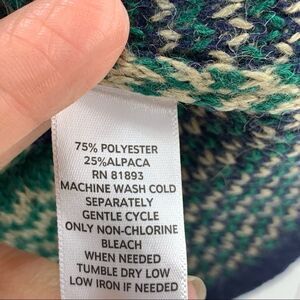 75% POLYESTER
25%ALPACA
RN 81893
MACHINE WASH COLD
SEPARATELY
GENTLE CYCLE
ONLY NON-CHLORINE
BLEACH
WHEN NEEDED
TUMBLE DRY LOW
LOW IRON IF NEEDED